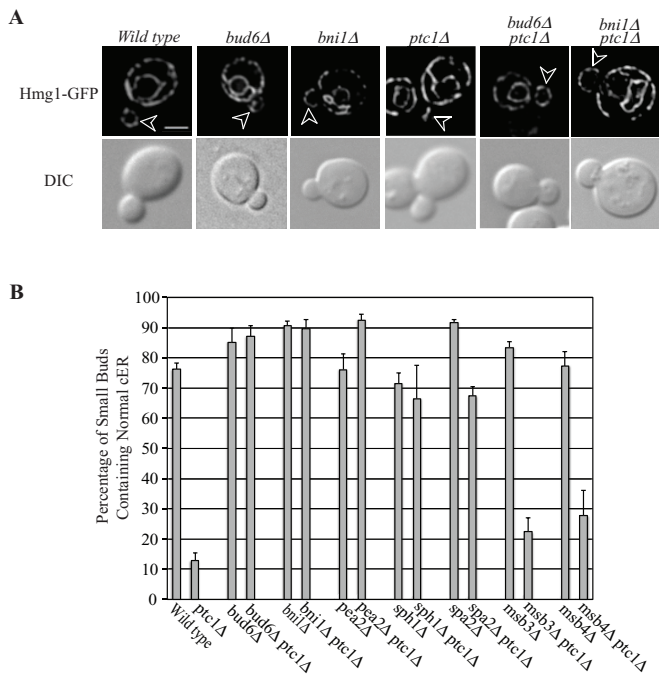 A
Wild type bud6Δ bni1Δ ptc1Δ bud6Δ ptc1Δ bni1Δ ptc1Δ
Hmg1-GFP
DIC
B
Percentage of Small Buds
Containing Normal cER
100
90
80
70
60
50
40
30
20
10
0
Wild type
ptc1Δ
bud6Δ
bud6Δ ptc1Δ
bni1Δ
bni1Δ ptc1Δ
pea2Δ
pea2Δ ptc1Δ
sph1Δ
sph1Δ ptc1Δ
spa2Δ
spa2Δ ptc1Δ
msb3Δ
msb3Δ ptc1Δ
msb4Δ
msb4Δ ptc1Δ